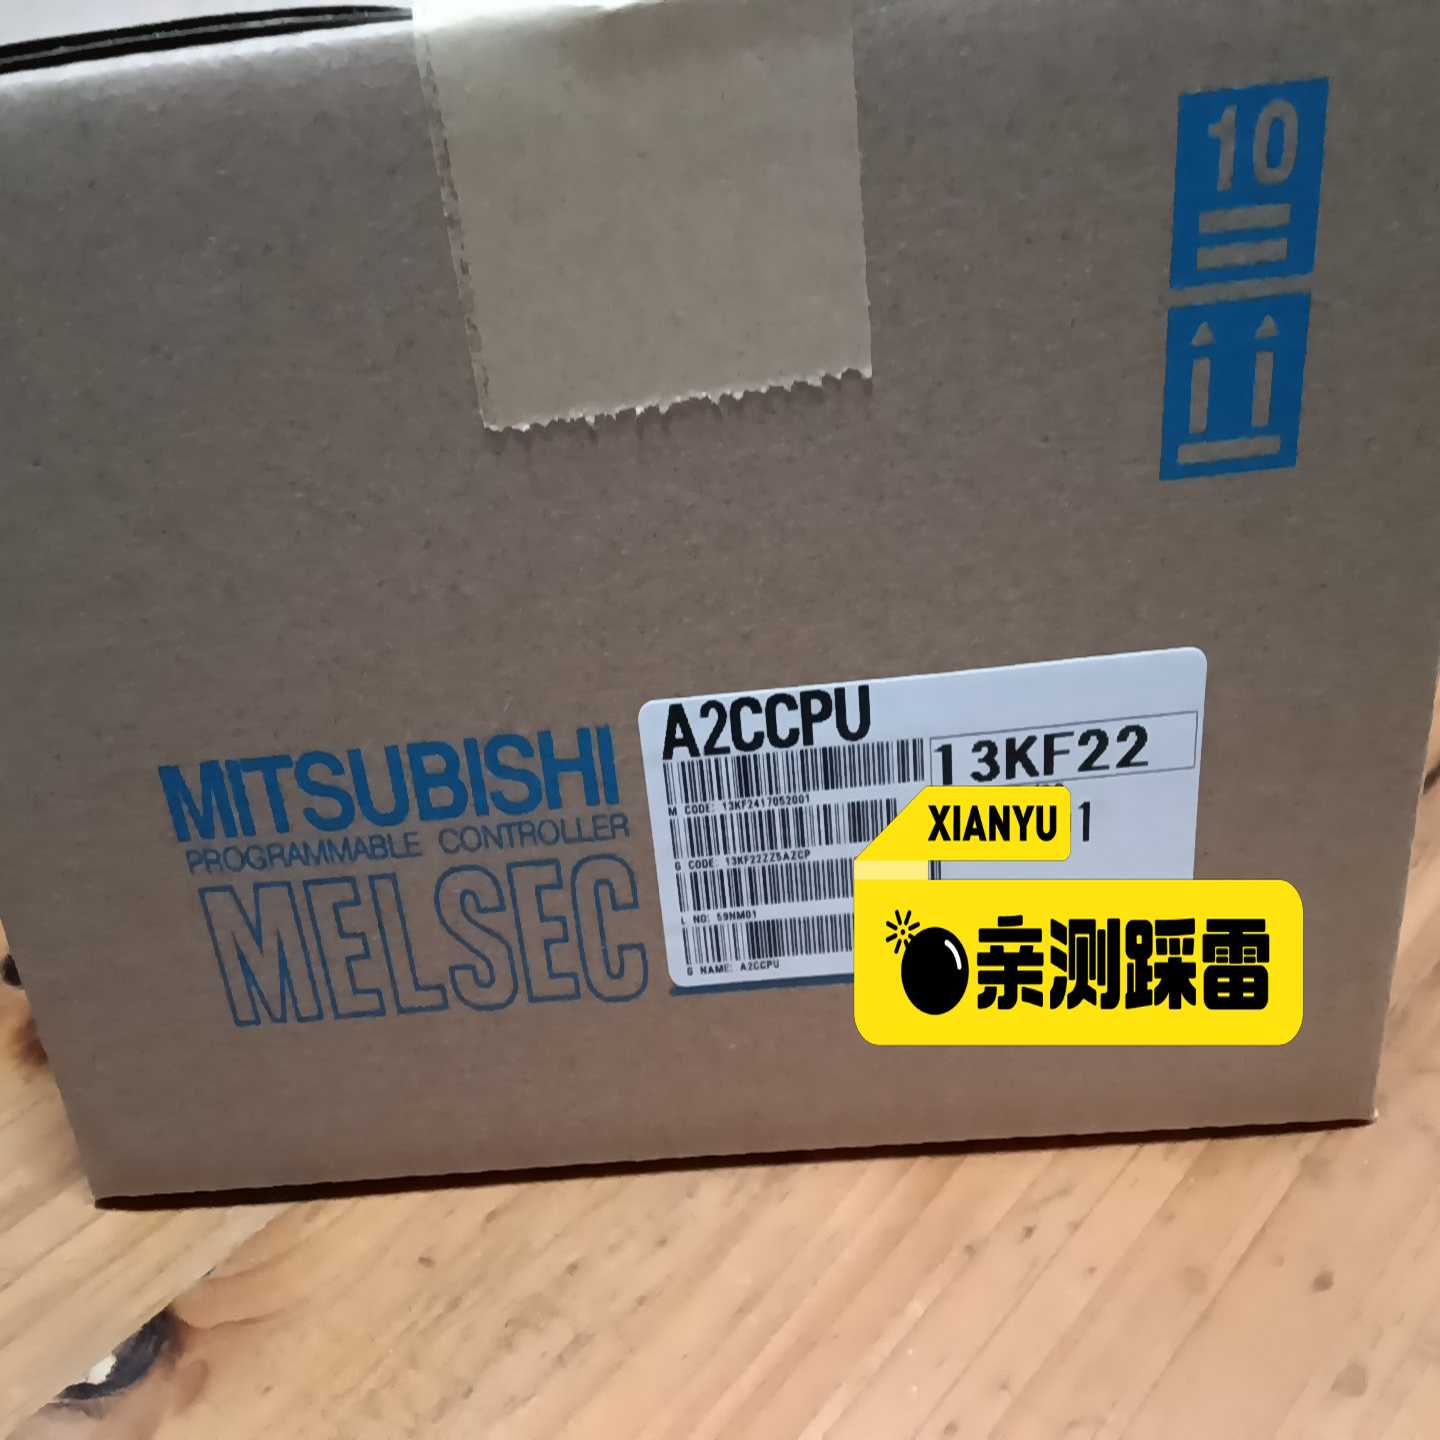 10
MITSUBISHI
PROGRAMMABLE CONTROLLER
MELSEC
A2CCPU
13KF22
M CODE: 13KF2417052001
1
G CODE: 13KF22ZZ5A2CP
L NO: 59NM01
G NAME: A2CCPU
XIANYU
亲测踩雷